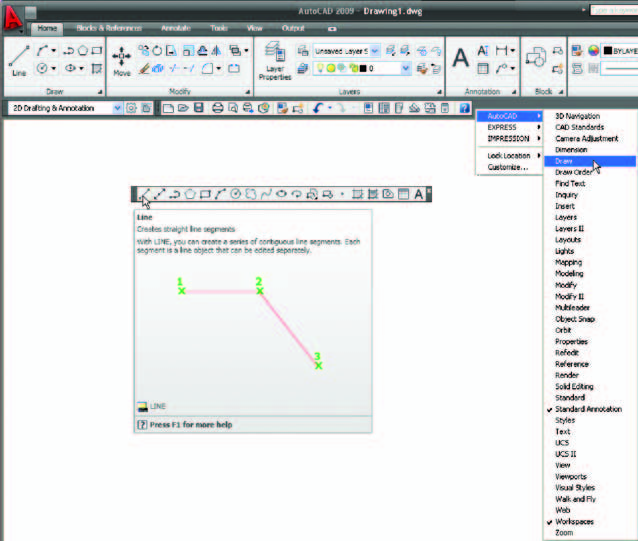 AutoCAD 2009 - Drawing1.dwg
Home Blocks & References Annotate Tools View Output
Line
Move
Layer Properties
Unsaved Layer S
0
A
BYLAYE
Draw
Modify
Layers
Annotation
Block
2D Drafting & Annotation
AutoCAD
EXPRESS
IMPRESSION
Lock Location
Customize...
3D Navigation
CAD Standards
Camera Adjustment
Dimension
Draw
Draw Order
Find Text
Inquiry
Insert
Layers
Layers II
Layouts
Lights
Mapping
Modeling
Modify
Modify II
Multileader
Object Snap
Orbit
Properties
Refedit
Reference
Render
Solid Editing
Standard
Standard Annotation
Styles
Text
UCS
UCS II
View
Viewports
Visual Styles
Walk and Fly
Web
Workspaces
Zoom
A
Line
Creates straight line segments
With LINE, you can create a series of contiguous line segments. Each
segment is a line object that can be edited separately.
1
2
3
LINE
Press F1 for more help